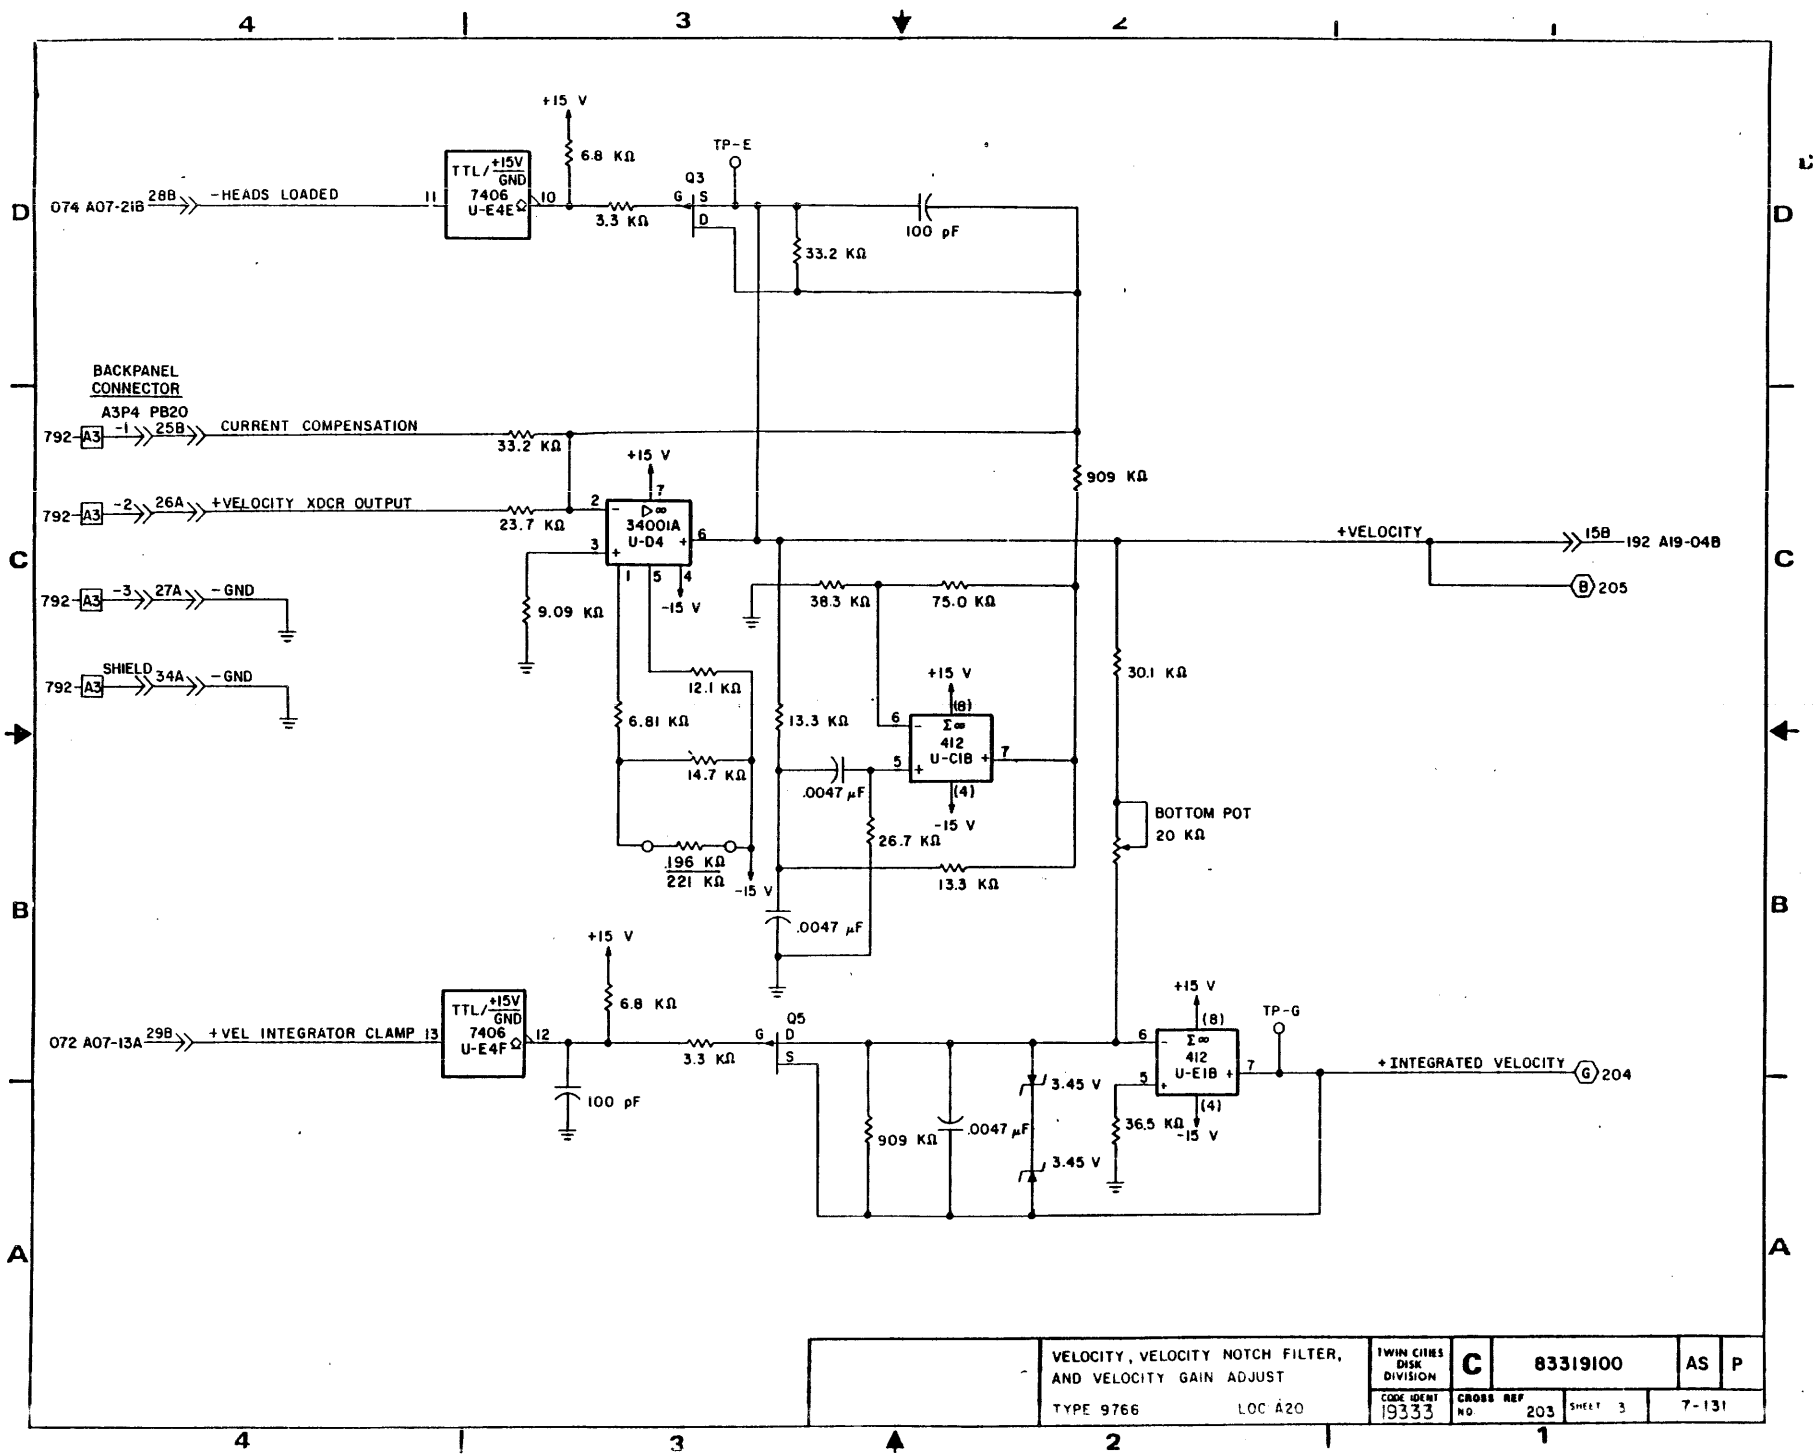 4 3 2 1
+15 V
6.8 KΩ
TP-E
TTL/+15V
GND
7406
U-E4E
11
10
D 074 A07-21B 28B -HEADS LOADED
3.3 KΩ
Q3
G S
D
100 pF
D
33.2 KΩ
BACKPANEL
CONNECTOR
A3P4 PB20
792-A3 -1 25B CURRENT COMPENSATION
33.2 KΩ
+15 V
909 KΩ
792-A3 -2 26A +VELOCITY XDCR OUTPUT
23.7 KΩ
2 - 7
▷∞
34001A
U-D4 + 6
3 +
1 5 4
-15 V
+VELOCITY 15B 192 A19-04B
C C
B 205
792-A3 -3 27A -GND
9.09 KΩ
38.3 KΩ 75.0 KΩ
792-A3 SHIELD 34A -GND
12.1 KΩ
30.1 KΩ
6.81 KΩ
13.3 KΩ
+15 V
(8)
6 - Σ∞
412
U-C1B + 7
5 +
(4)
-15 V
14.7 KΩ
.0047 µF
26.7 KΩ
BOTTOM POT
20 KΩ
.196 KΩ
221 KΩ
-15 V
13.3 KΩ
B B
.0047 µF
+15 V
6.8 KΩ
TTL/+15V
GND
7406
U-E4F
072 A07-13A 29B +VEL INTEGRATOR CLAMP 13
12
3.3 KΩ
Q5
G D
S
100 pF
909 KΩ
.0047 µF
3.45 V
3.45 V
+15 V
(8)
6 - Σ∞
412
U-E1B + 7
5 +
(4)
-15 V
36.5 KΩ
TP-G
+INTEGRATED VELOCITY G 204
A A
VELOCITY, VELOCITY NOTCH FILTER,
AND VELOCITY GAIN ADJUST
TYPE 9766 LOC A20
TWIN CITIES
DISK
DIVISION
C 83319100 AS P
CODE IDENT
19333
CROSS REF
NO. 203
SHEET 3
7-131
4 3 2 1